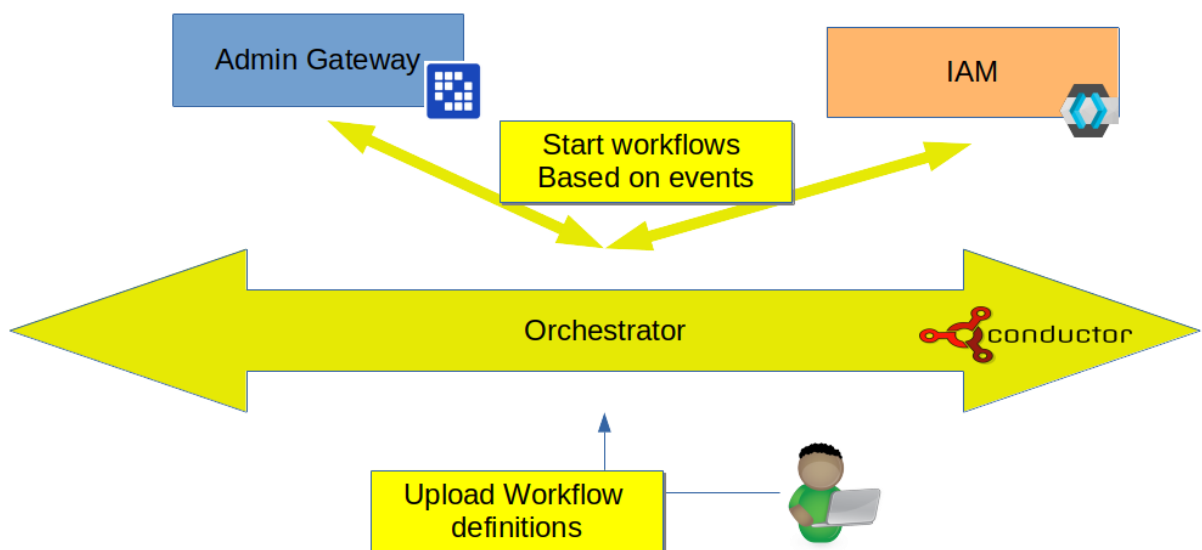 Admin Gateway
IAM
Start workflows
Based on events
Orchestrator
conductor
Upload Workflow
definitions